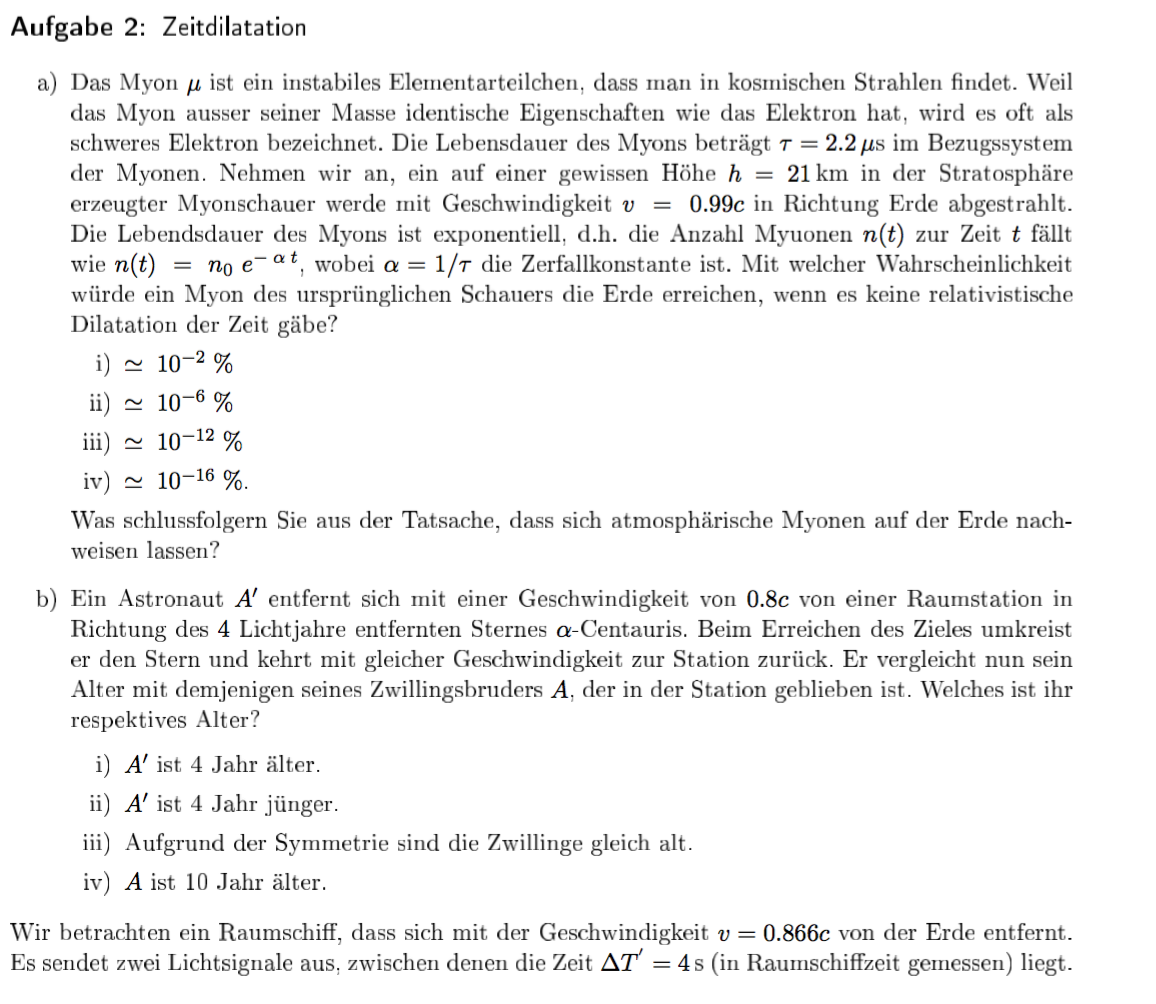 Aufgabe 2: Zeitdilatation
a) Das Myon μ ist ein instabiles Elementarteilchen, dass man in kosmischen Strahlen findet. Weil
das Myon ausser seiner Masse identische Eigenschaften wie das Elektron hat, wird es oft als
schweres Elektron bezeichnet. Die Lebensdauer des Myons beträgt τ = 2.2 μs im Bezugssystem
der Myonen. Nehmen wir an, ein auf einer gewissen Höhe h = 21 km in der Stratosphäre
erzeugter Myonschauer werde mit Geschwindigkeit v = 0.99c in Richtung Erde abgestrahlt.
Die Lebendsdauer des Myons ist exponentiell, d.h. die Anzahl Myuonen n(t) zur Zeit t fällt
wie n(t) = n₀ e^{− α t}, wobei α = 1/τ die Zerfallkonstante ist. Mit welcher Wahrscheinlichkeit
würde ein Myon des ursprünglichen Schauers die Erde erreichen, wenn es keine relativistische
Dilatation der Zeit gäbe?
i) ≃ 10⁻² %
ii) ≃ 10⁻⁶ %
iii) ≃ 10⁻¹² %
iv) ≃ 10⁻¹⁶ %.
Was schlussfolgern Sie aus der Tatsache, dass sich atmosphärische Myonen auf der Erde nach-
weisen lassen?
b) Ein Astronaut A′ entfernt sich mit einer Geschwindigkeit von 0.8c von einer Raumstation in
Richtung des 4 Lichtjahre entfernten Sternes α-Centauris. Beim Erreichen des Zieles umkreist
er den Stern und kehrt mit gleicher Geschwindigkeit zur Station zurück. Er vergleicht nun sein
Alter mit demjenigen seines Zwillingsbruders A, der in der Station geblieben ist. Welches ist ihr
respektives Alter?
i) A′ ist 4 Jahr älter.
ii) A′ ist 4 Jahr jünger.
iii) Aufgrund der Symmetrie sind die Zwillinge gleich alt.
iv) A ist 10 Jahr älter.
Wir betrachten ein Raumschiff, dass sich mit der Geschwindigkeit v = 0.866c von der Erde entfernt.
Es sendet zwei Lichtsignale aus, zwischen denen die Zeit ΔT′ = 4 s (in Raumschiffzeit gemessen) liegt.